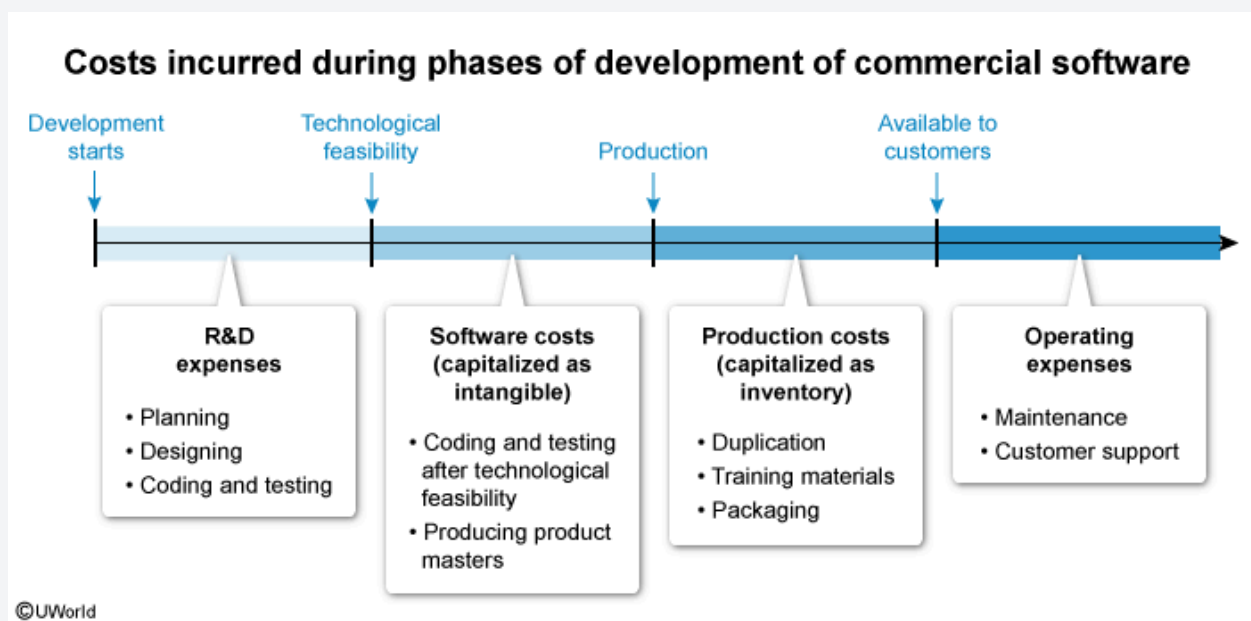 Costs incurred during phases of development of commercial software
Development
starts
Technological
feasibility
Production
Available to
customers
R&D
expenses
• Planning
• Designing
• Coding and testing
Software costs
(capitalized as
intangible)
• Coding and testing
after technological
feasibility
• Producing product
masters
Production costs
(capitalized as
inventory)
• Duplication
• Training materials
• Packaging
Operating
expenses
• Maintenance
• Customer support
©UWorld